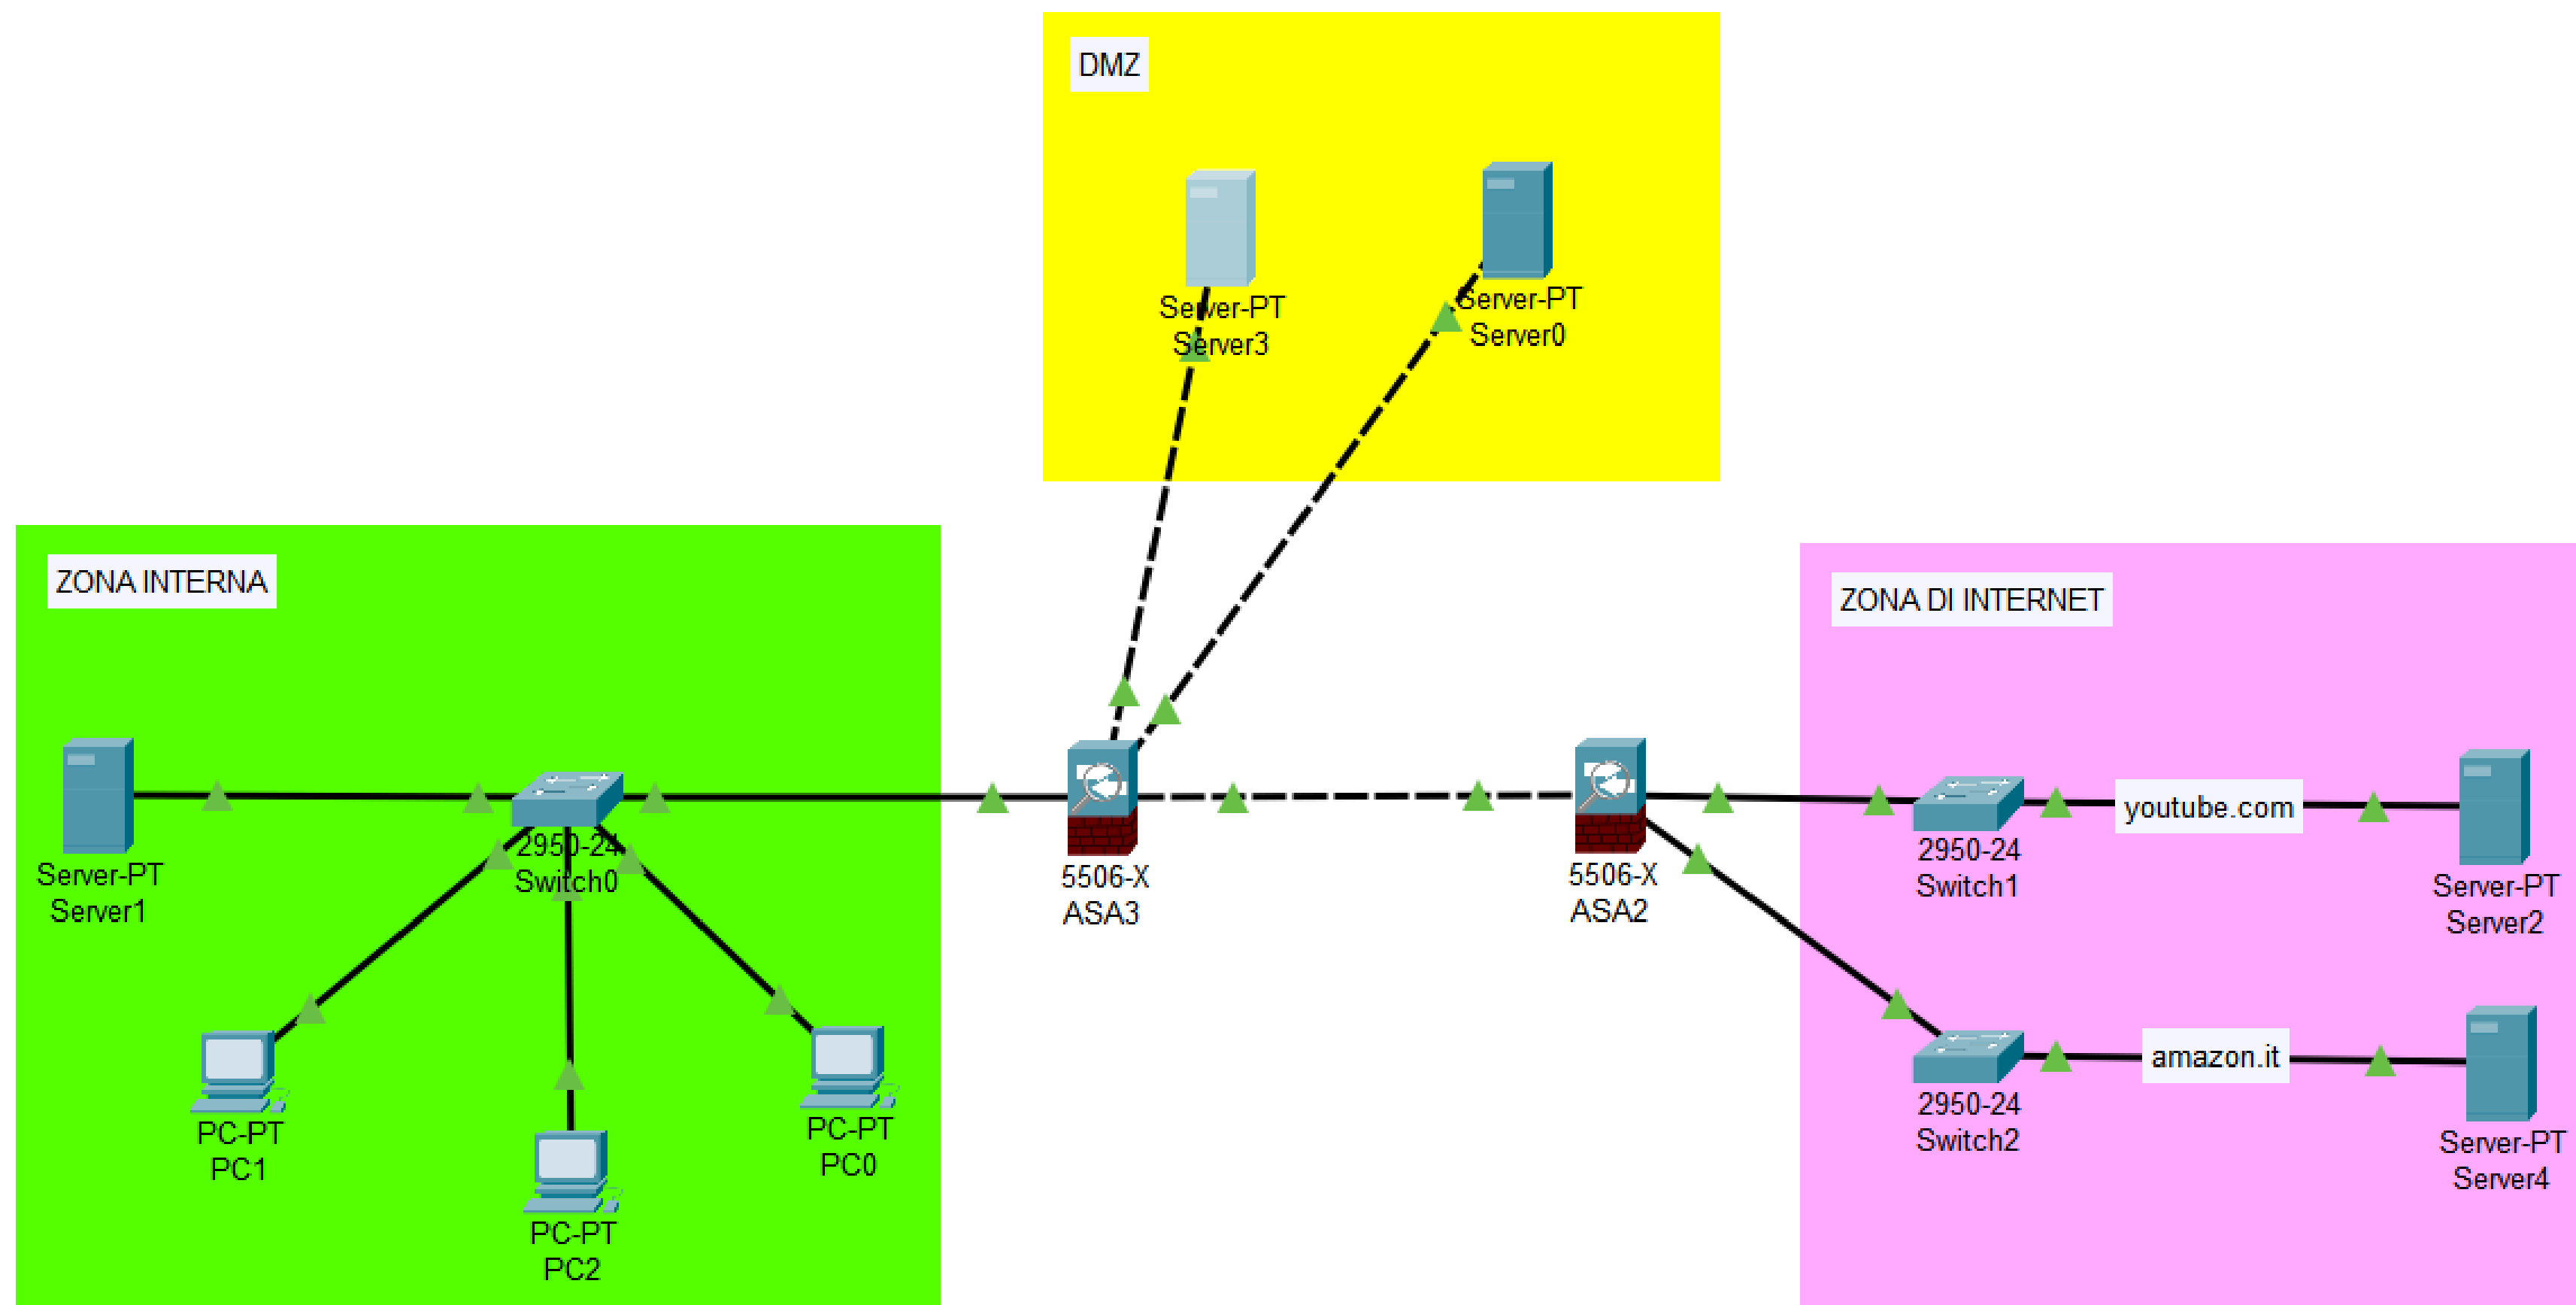 DMZ
Server-PT
Server3
Server-PT
Server0
ZONA INTERNA
ZONA DI INTERNET
Server-PT
Server1
2950-24
Switch0
5506-X
ASA3
5506-X
ASA2
2950-24
Switch1
youtube.com
Server-PT
Server2
PC-PT
PC1
PC-PT
PC2
PC-PT
PC0
2950-24
Switch2
amazon.it
Server-PT
Server4